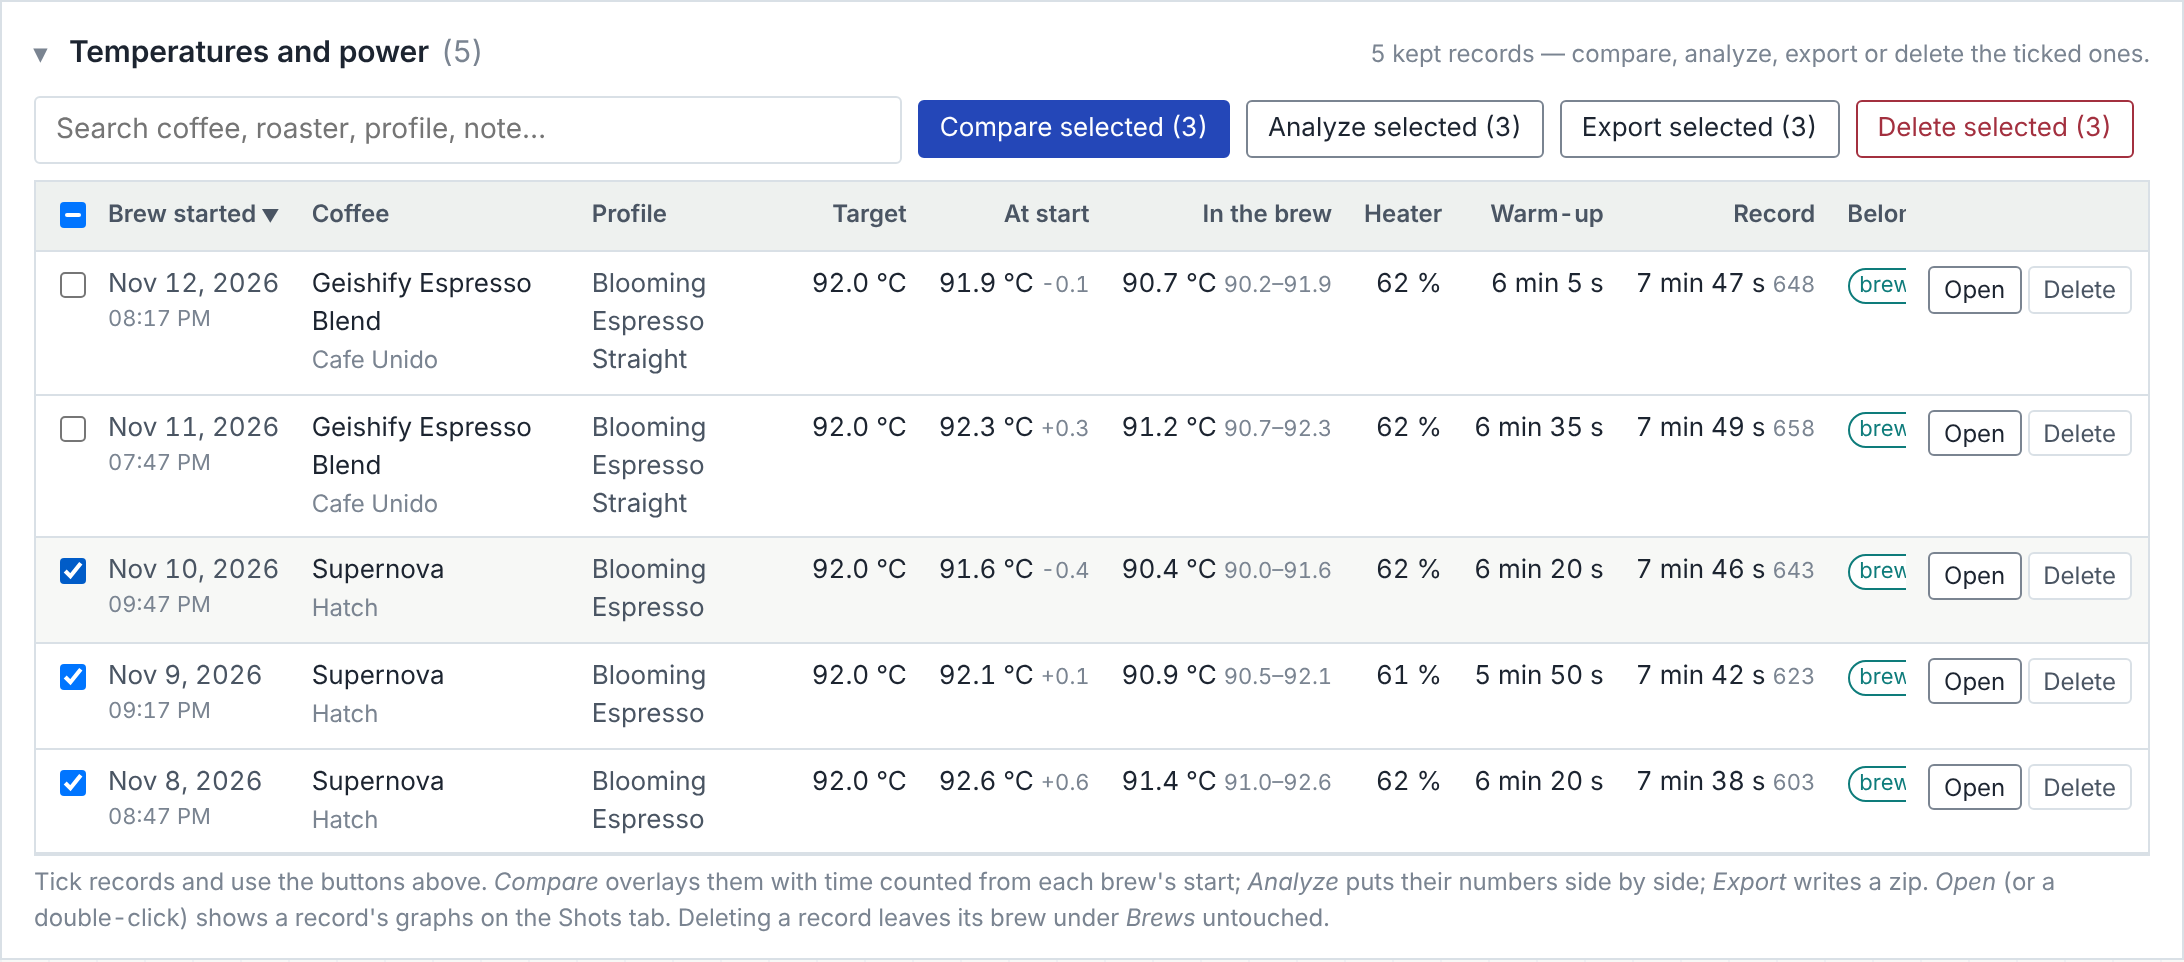 ▼ Temperatures and power (5)
5 kept records — compare, analyze, export or delete the ticked ones.
Search coffee, roaster, profile, note...
Compare selected (3)
Analyze selected (3)
Export selected (3)
Delete selected (3)
Brew started ▼ Coffee Profile Target At start In the brew Heater Warm-up Record Belor
Nov 12, 2026 Geishify Espresso Blooming 92.0 °C 91.9 °C -0.1 90.7 °C 90.2–91.9 62 % 6 min 5 s 7 min 47 s 648 brew Open Delete
08:17 PM Blend Espresso
Cafe Unido Straight
Nov 11, 2026 Geishify Espresso Blooming 92.0 °C 92.3 °C +0.3 91.2 °C 90.7–92.3 62 % 6 min 35 s 7 min 49 s 658 brew Open Delete
07:47 PM Blend Espresso
Cafe Unido Straight
Nov 10, 2026 Supernova Blooming 92.0 °C 91.6 °C -0.4 90.4 °C 90.0–91.6 62 % 6 min 20 s 7 min 46 s 643 brew Open Delete
09:47 PM Hatch Espresso
Nov 9, 2026 Supernova Blooming 92.0 °C 92.1 °C +0.1 90.9 °C 90.5–92.1 61 % 5 min 50 s 7 min 42 s 623 brew Open Delete
09:17 PM Hatch Espresso
Nov 8, 2026 Supernova Blooming 92.0 °C 92.6 °C +0.6 91.4 °C 91.0–92.6 62 % 6 min 20 s 7 min 38 s 603 brew Open Delete
08:47 PM Hatch Espresso
Tick records and use the buttons above. Compare overlays them with time counted from each brew's start; Analyze puts their numbers side by side; Export writes a zip. Open (or a
double-click) shows a record's graphs on the Shots tab. Deleting a record leaves its brew under Brews untouched.